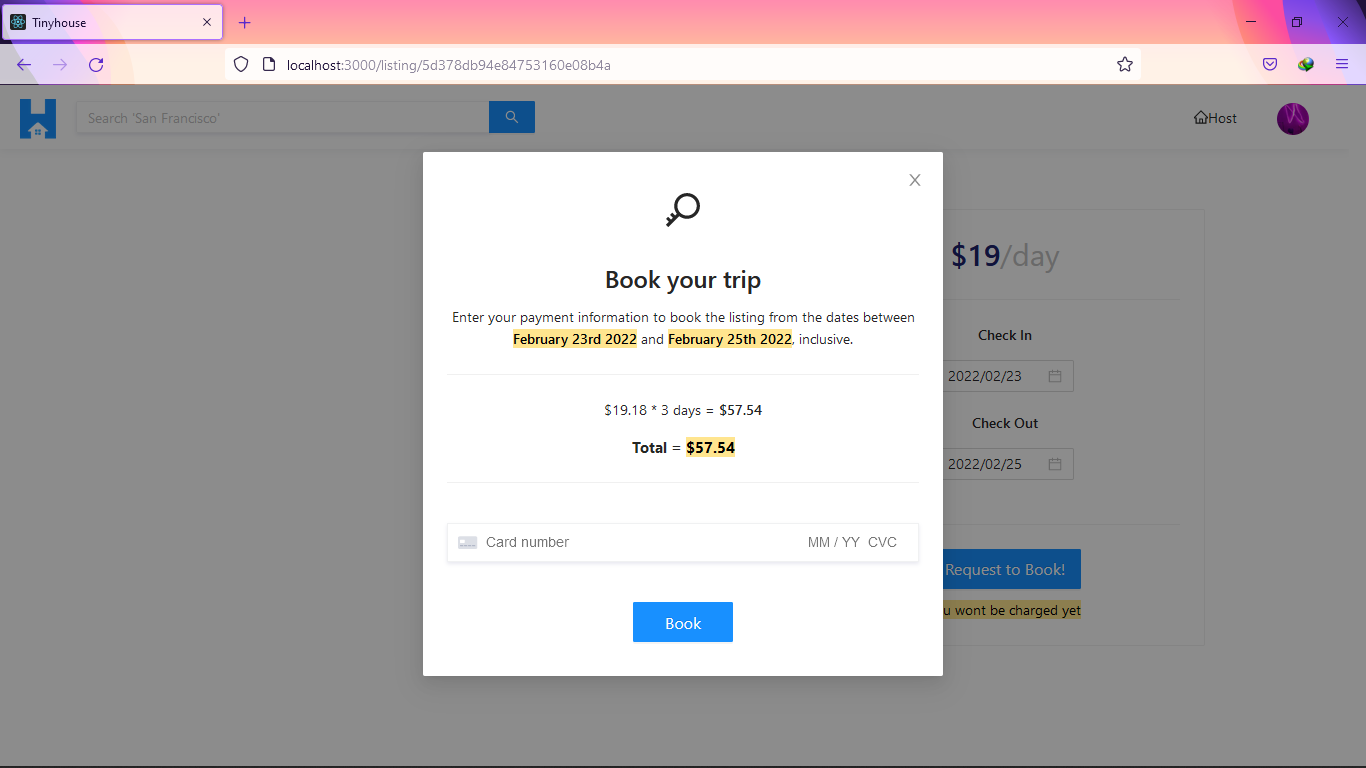 Tinyhouse
localhost:3000/listing/5d378db94e84753160e08b4a
Search 'San Francisco'
Host
Book your trip
Enter your payment information to book the listing from the dates between
February 23rd 2022 and February 25th 2022, inclusive.
$19.18 * 3 days = $57.54
Total = $57.54
Card number MM / YY CVC
Book
$19/day
Check In
2022/02/23
Check Out
2022/02/25
Request to Book!
u wont be charged yet